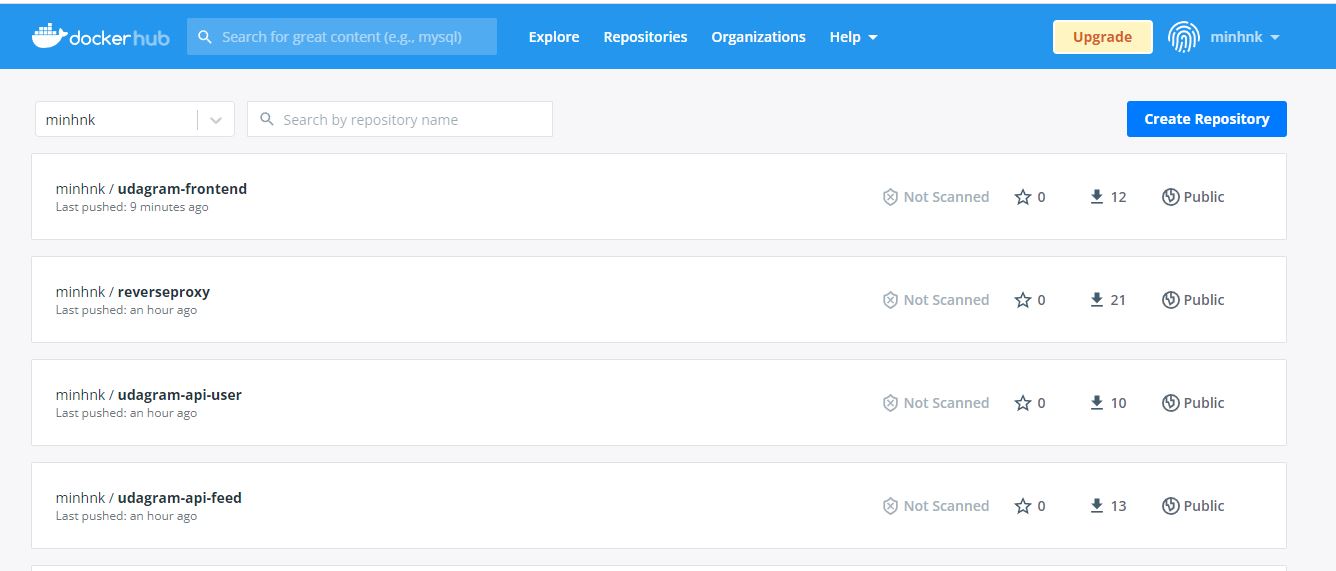 dockerhub Search for great content (e.g., mysql) Explore Repositories Organizations Help Upgrade minhnk
minhnk Search by repository name Create Repository
minhnk / udagram-frontend
Last pushed: 9 minutes ago
Not Scanned 0 12 Public
minhnk / reverseproxy
Last pushed: an hour ago
Not Scanned 0 21 Public
minhnk / udagram-api-user
Last pushed: an hour ago
Not Scanned 0 10 Public
minhnk / udagram-api-feed
Last pushed: an hour ago
Not Scanned 0 13 Public